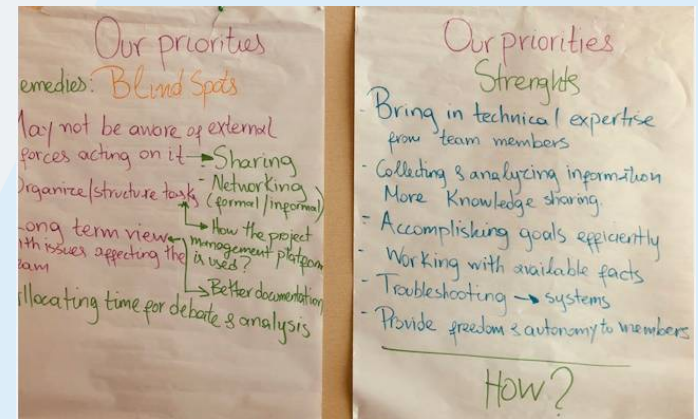 Our priorities
emedies: Blind Spots
May not be aware of external
forces acting on it → Sharing
- Networking
Organize/structure tasks (formal/informal)
→ How the project
Long term view management platform
ith issues affecting the is used?
eam
→ Better documentation
llocating time for debate & analysis
Our priorities
Strenghts
- Bring in technical expertise
from team members
- Collecting & analyzing information
More Knowledge sharing.
- Accomplishing goals efficiently
- Working with available facts
- Troubleshooting → systems
- Provide freedom & autonomy to members
How?